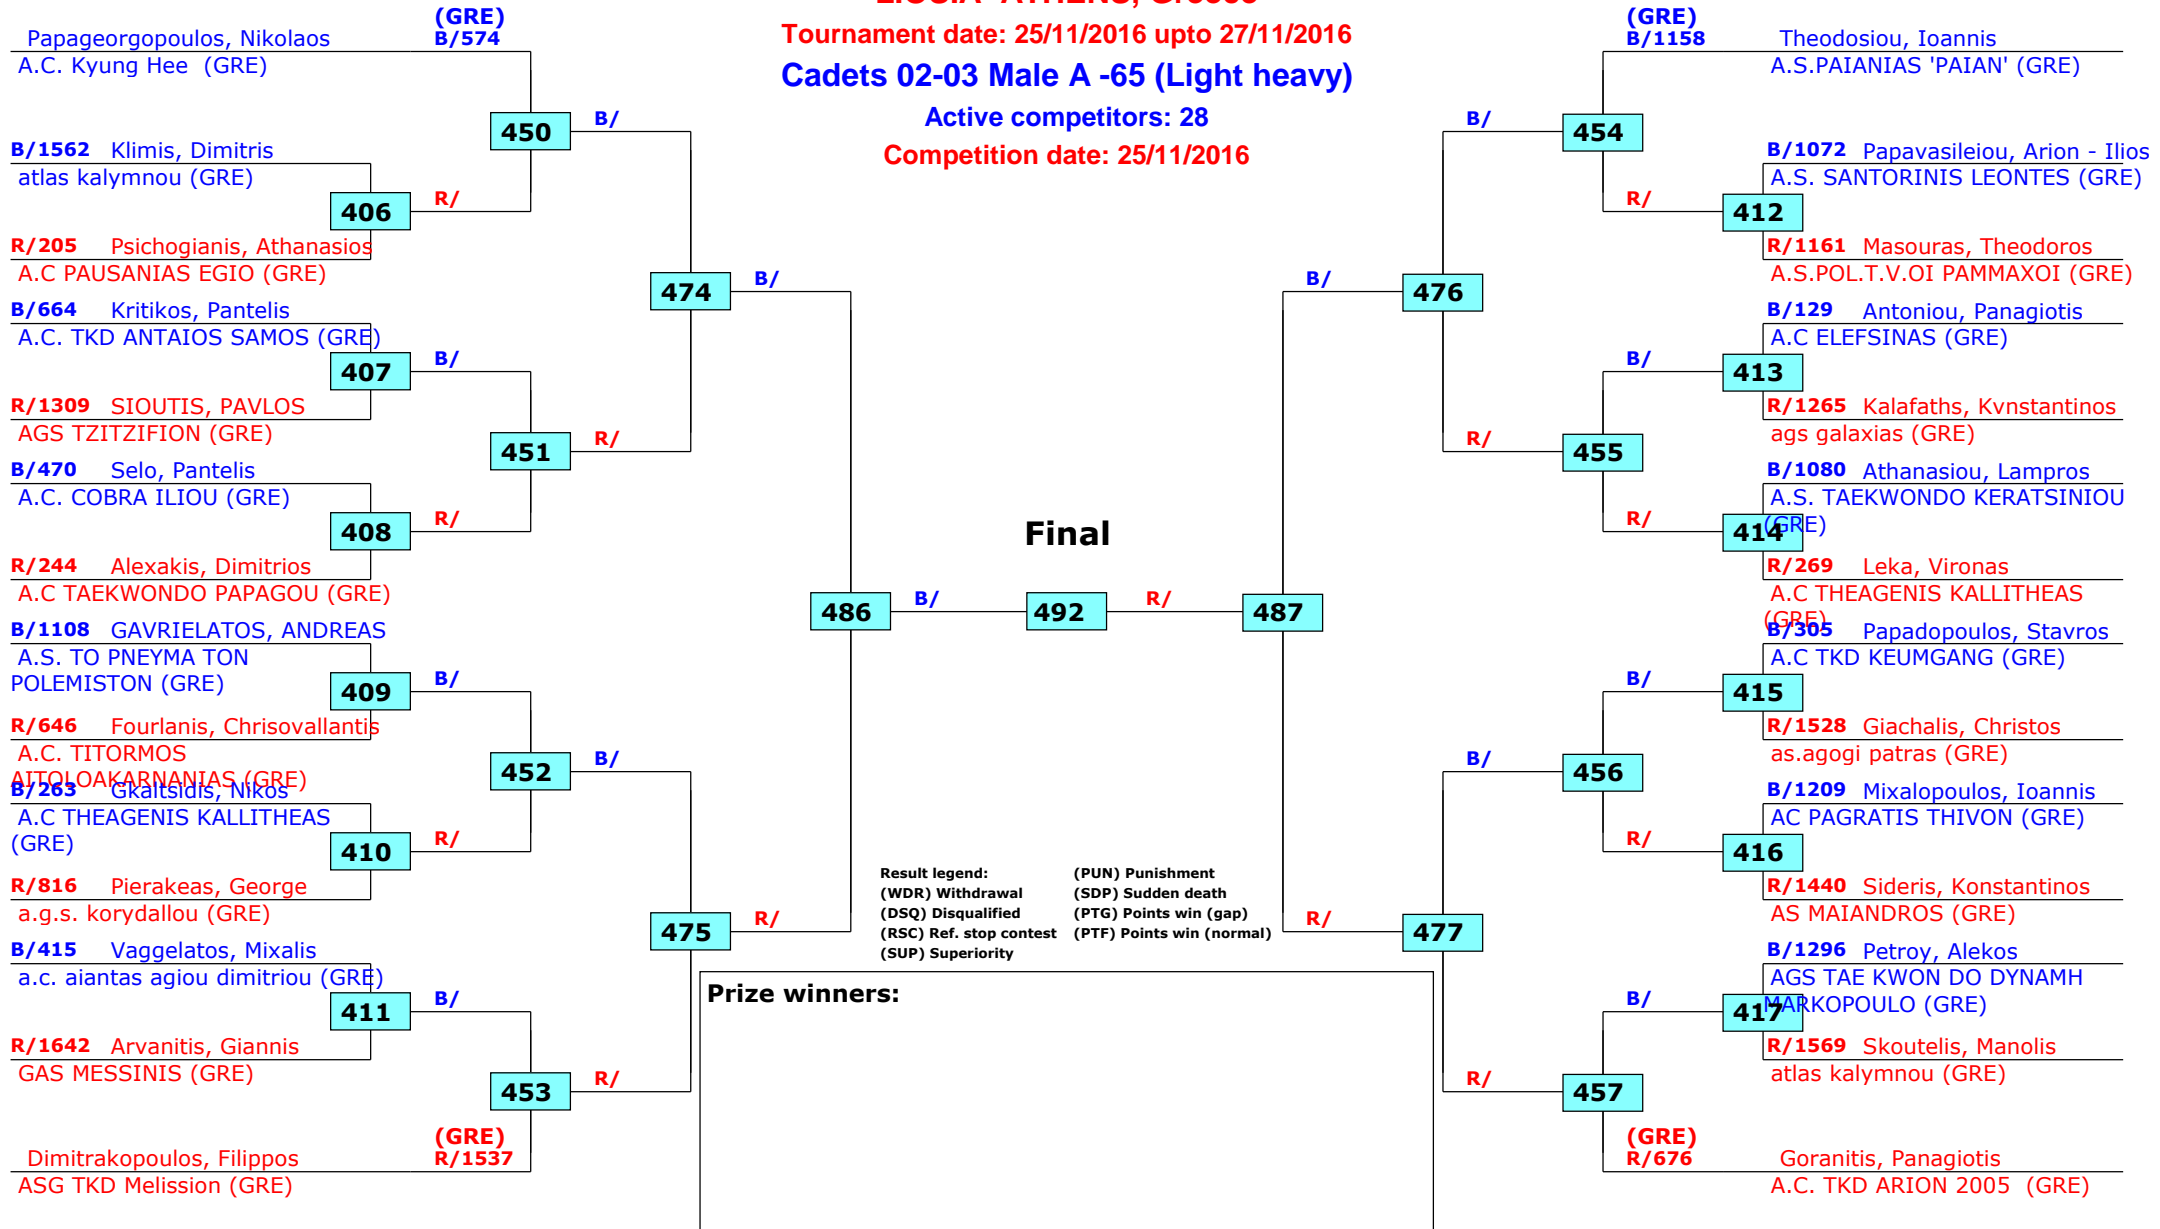 LIOSIA- ATHENS, Greece
Tournament date: 25/11/2016 upto 27/11/2016
Cadets 02-03 Male A -65 (Light heavy)
Active competitors: 28
Competition date: 25/11/2016
(GRE)
Papageorgopoulos, Nikolaos B/574
A.C. Kyung Hee (GRE)
450
B/
B/1562 Klimis, Dimitris
atlas kalymnou (GRE)
406
R/
R/205 Psichogianis, Athanasios
A.C PAUSANIAS EGIO (GRE)
474
B/
B/664 Kritikos, Pantelis
A.C. TKD ANTAIOS SAMOS (GRE)
407
B/
R/1309 SIOUTIS, PAVLOS
AGS TZITZIFION (GRE)
451
R/
B/470 Selo, Pantelis
A.C. COBRA ILIOU (GRE)
408
R/
R/244 Alexakis, Dimitrios
A.C TAEKWONDO PAPAGOU (GRE)
486
B/
B/1108 GAVRIELATOS, ANDREAS
A.S. TO PNEYMA TON
POLEMISTON (GRE)
409
B/
R/646 Fourlanis, Chrisovallantis
A.C. TITORMOS
AITOLOAKARNANIAS (GRE)
452
B/
B/263 Gkaltsidis, Nikos
A.C THEAGENIS KALLITHEAS
(GRE)
410
R/
R/816 Pierakeas, George
a.g.s. korydallou (GRE)
475
R/
B/415 Vaggelatos, Mixalis
a.c. aiantas agiou dimitriou (GRE)
411
B/
R/1642 Arvanitis, Giannis
GAS MESSINIS (GRE)
453
R/
(GRE)
Dimitrakopoulos, Filippos R/1537
ASG TKD Melission (GRE)
Final
492
R/
487
(GRE)
B/1158 Theodosiou, Ioannis
A.S.PAIANIAS 'PAIAN' (GRE)
B/
454
B/1072 Papavasileiou, Arion - Ilios
A.S. SANTORINIS LEONTES (GRE)
R/
412
R/1161 Masouras, Theodoros
A.S.POL.T.V.OI PAMMAXOI (GRE)
B/
476
B/129 Antoniou, Panagiotis
A.C ELEFSINAS (GRE)
B/
413
R/1265 Kalafaths, Kvnstantinos
ags galaxias (GRE)
R/
455
B/1080 Athanasiou, Lampros
A.S. TAEKWONDO KERATSINIOU
(GRE)
R/
414
R/269 Leka, Vironas
A.C THEAGENIS KALLITHEAS
(GRE)
B/305 Papadopoulos, Stavros
A.C TKD KEUMGANG (GRE)
B/
415
R/1528 Giachalis, Christos
as.agogi patras (GRE)
B/
456
B/1209 Mixalopoulos, Ioannis
AC PAGRATIS THIVON (GRE)
R/
416
R/1440 Sideris, Konstantinos
AS MAIANDROS (GRE)
R/
477
B/1296 Petroy, Alekos
AGS TAE KWON DO DYNAMH
MARKOPOULO (GRE)
B/
417
R/1569 Skoutelis, Manolis
atlas kalymnou (GRE)
R/
457
(GRE)
R/676 Goranitis, Panagiotis
A.C. TKD ARION 2005 (GRE)
Result legend: (PUN) Punishment
(WDR) Withdrawal (SDP) Sudden death
(DSQ) Disqualified (PTG) Points win (gap)
(RSC) Ref. stop contest (PTF) Points win (normal)
(SUP) Superiority
Prize winners: